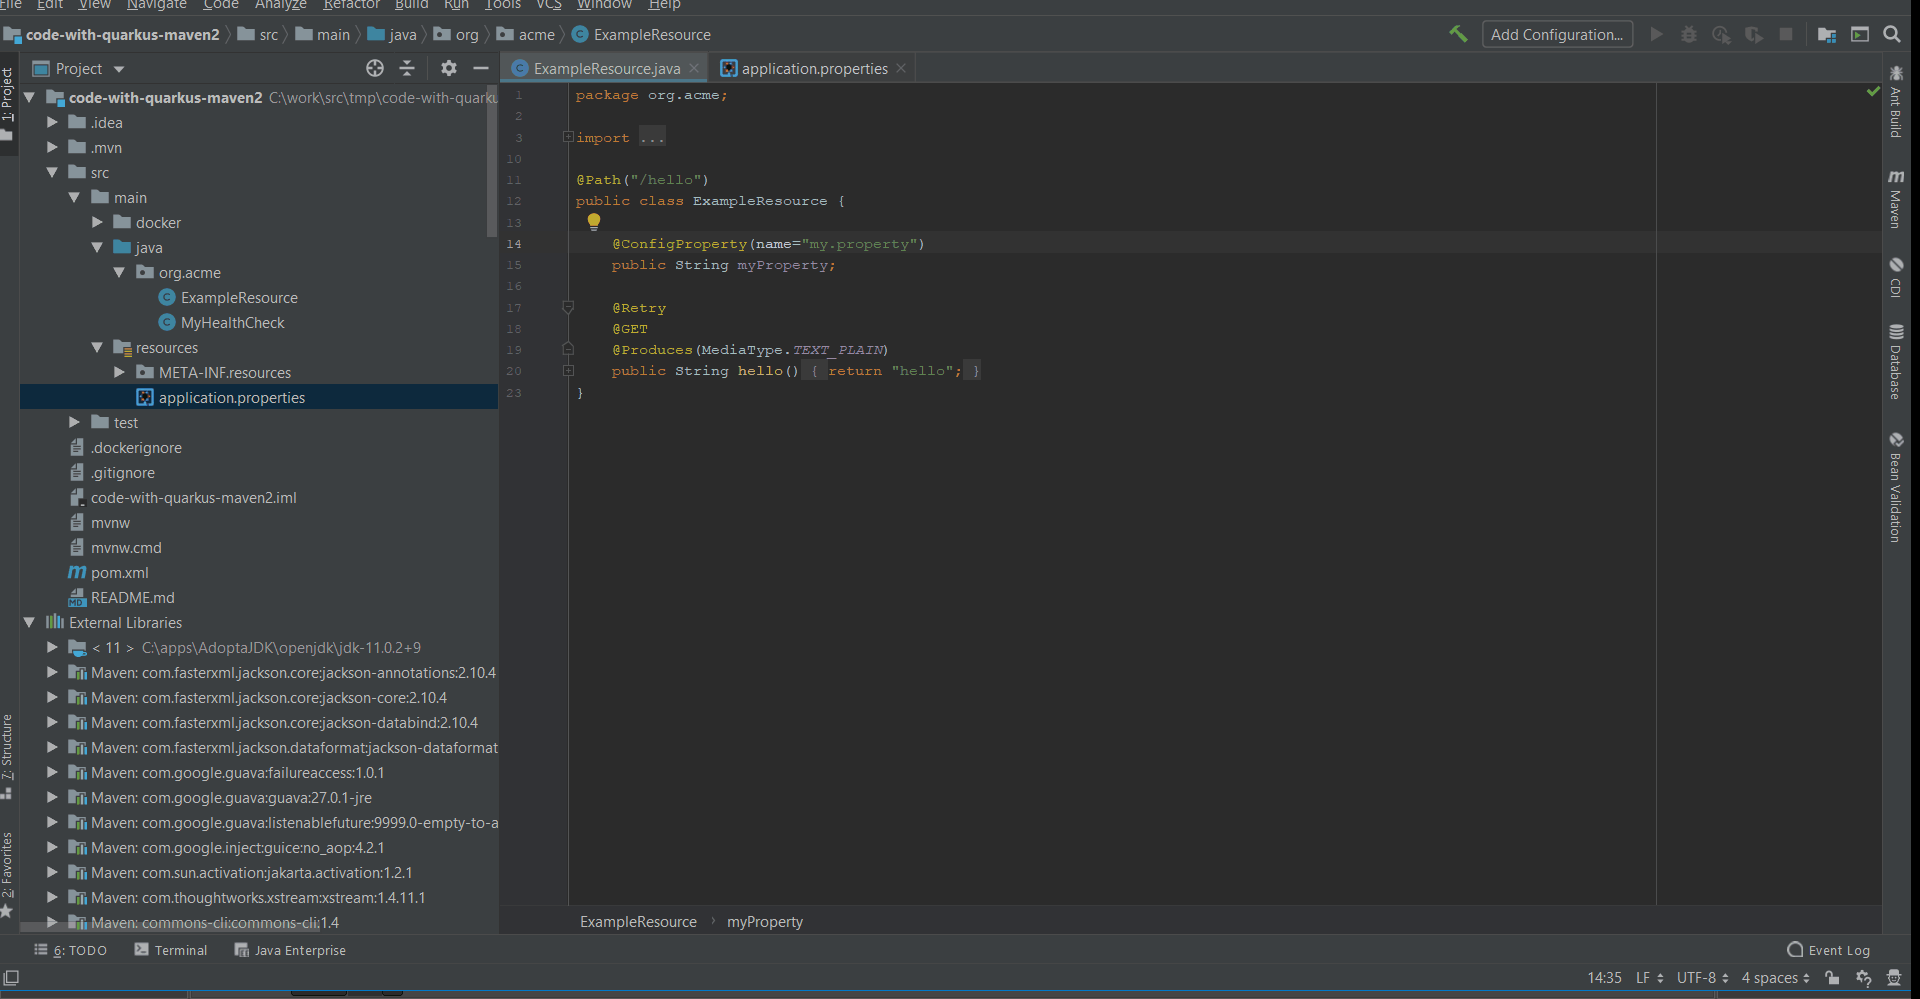 File Edit View Navigate Code Analyze Refactor Build Run Tools VCS Window Help
code-with-quarkus-maven2 src main java org acme ExampleResource
Add Configuration...
Project
ExampleResource.java
application.properties
1: Project
7: Structure
2: Favorites
code-with-quarkus-maven2 C:\work\src\tmp\code-with-quarku
.idea
.mvn
src
main
docker
java
org.acme
ExampleResource
MyHealthCheck
resources
META-INF.resources
application.properties
test
.dockerignore
.gitignore
code-with-quarkus-maven2.iml
mvnw
mvnw.cmd
pom.xml
README.md
External Libraries
< 11 > C:\apps\AdoptaJDK\openjdk\jdk-11.0.2+9
Maven: com.fasterxml.jackson.core:jackson-annotations:2.10.4
Maven: com.fasterxml.jackson.core:jackson-core:2.10.4
Maven: com.fasterxml.jackson.core:jackson-databind:2.10.4
Maven: com.fasterxml.jackson.dataformat:jackson-dataformat
Maven: com.google.guava:failureaccess:1.0.1
Maven: com.google.guava:guava:27.0.1-jre
Maven: com.google.guava:listenablefuture:9999.0-empty-to-a
Maven: com.google.inject:guice:no_aop:4.2.1
Maven: com.sun.activation:jakarta.activation:1.2.1
Maven: com.thoughtworks.xstream:xstream:1.4.11.1
Maven: commons-cli:commons-cli:1.4
1 package org.acme;
2
3 import ...
10
11 @Path("/hello")
12 public class ExampleResource {
13
14 @ConfigProperty(name="my.property")
15 public String myProperty;
16
17 @Retry
18 @GET
19 @Produces(MediaType.TEXT_PLAIN)
20 public String hello() { return "hello"; }
23 }
ExampleResource myProperty
Ant Build
Maven
CDI
Database
Bean Validation
6: TODO
Terminal
Java Enterprise
Event Log
14:35 LF UTF-8 4 spaces